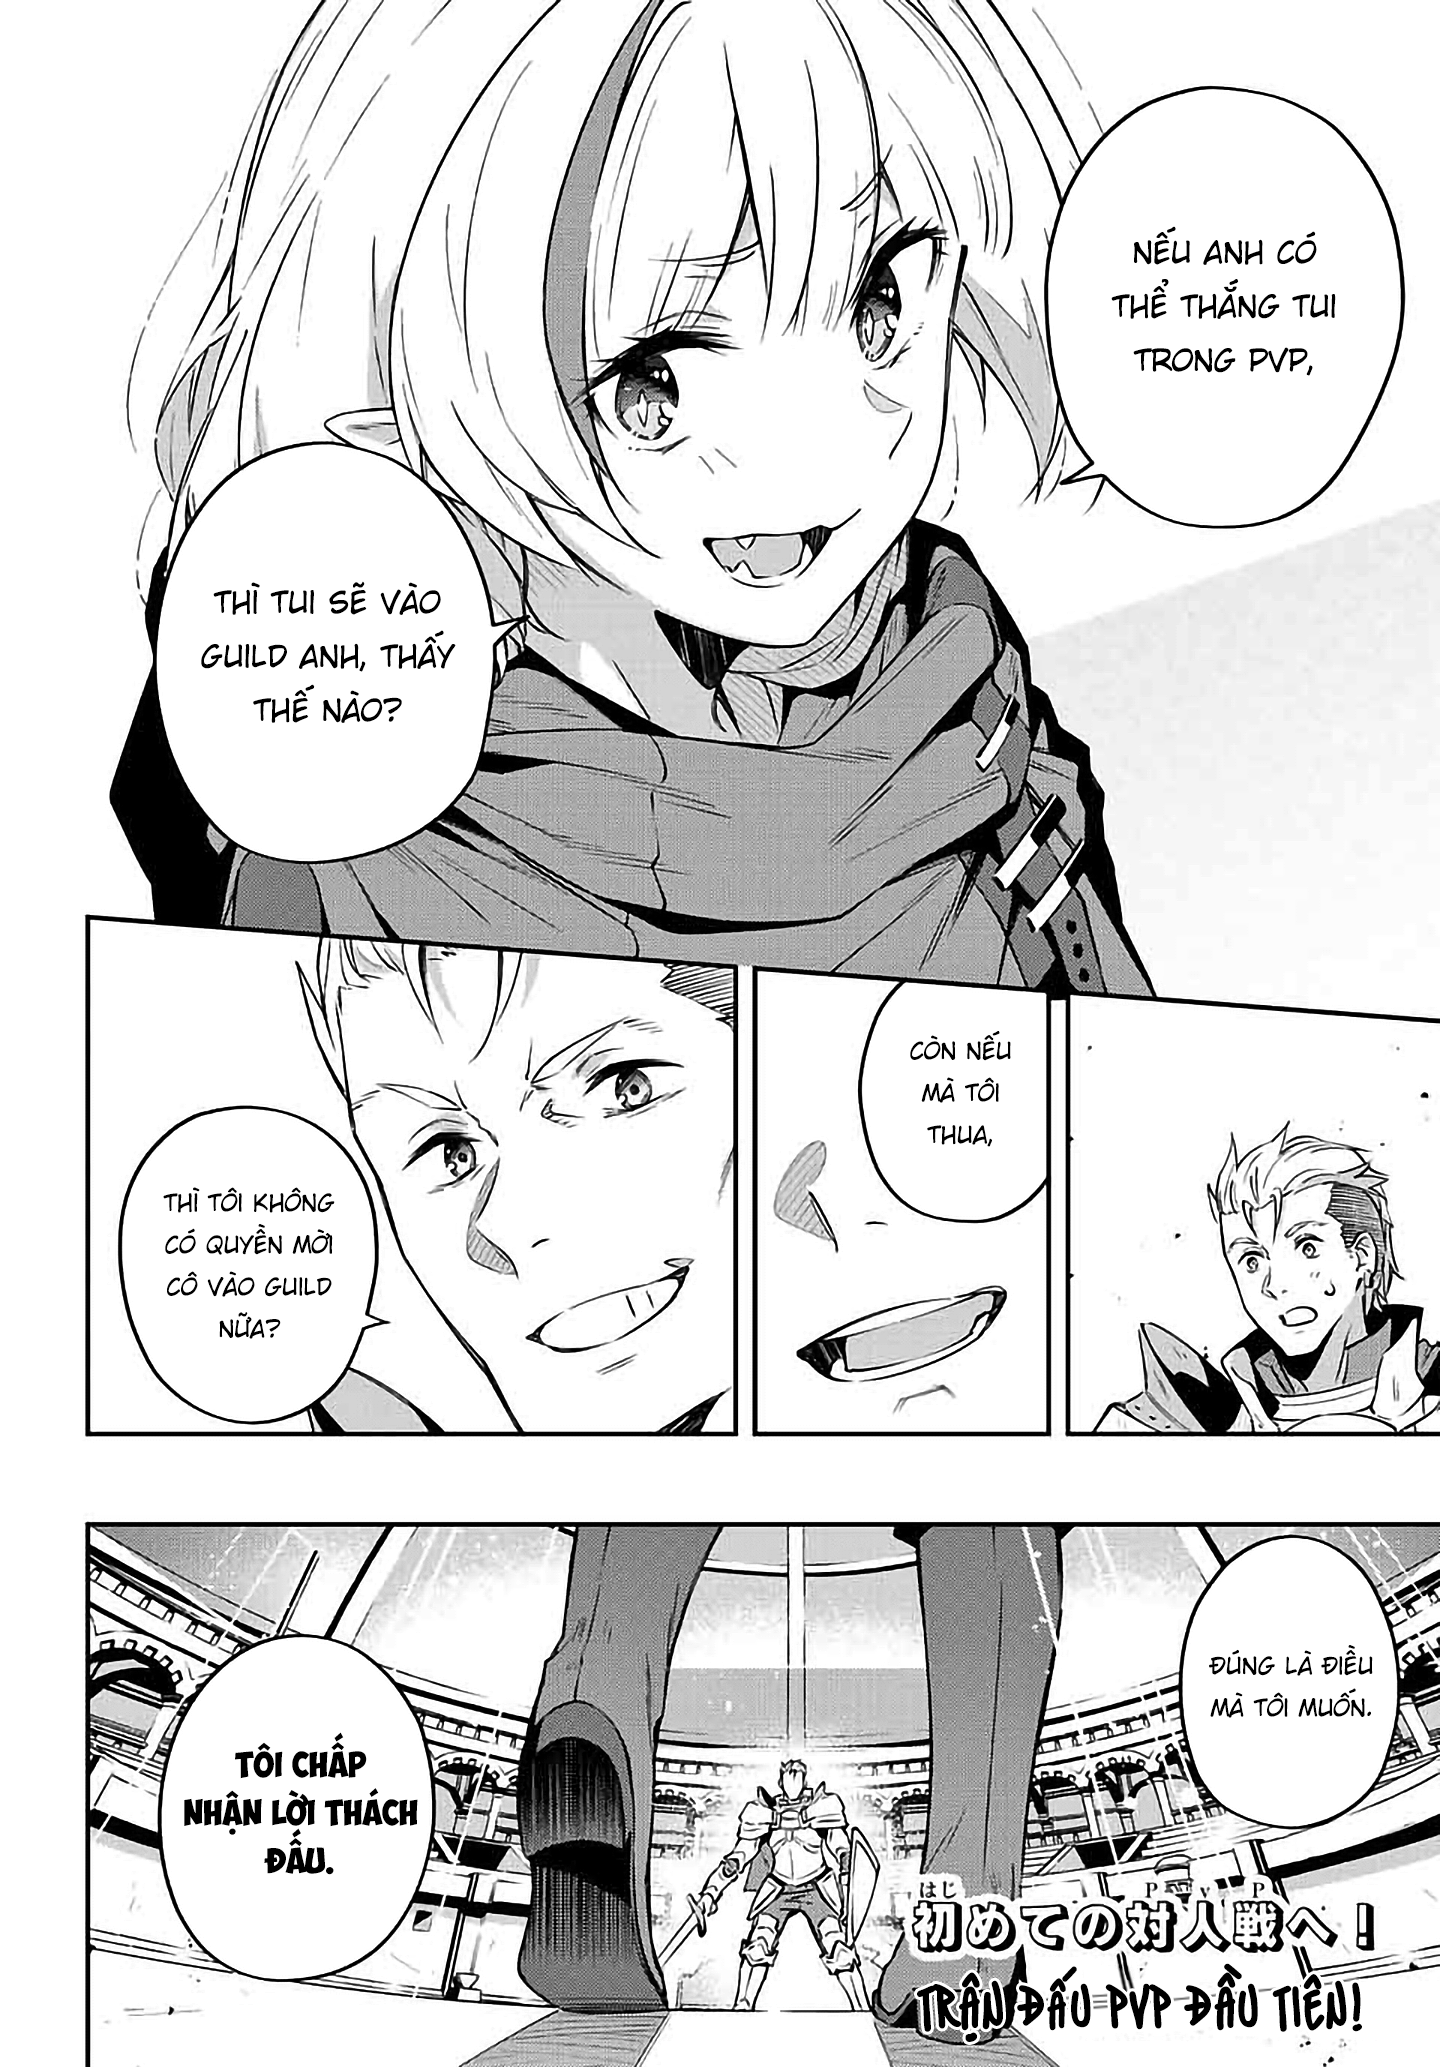 NẾU ANH CÓ
THỂ THẮNG TUI
TRONG PVP,
THÌ TUI SẼ VÀO
GUILD ANH, THẤY
THẾ NÀO?
CÒN NẾU
MÀ TÔI
THUA,
THÌ TÔI KHÔNG
CÓ QUYỀN MỜI
CÔ VÀO GUILD
NỮA?
ĐÚNG LÀ ĐIỀU
MÀ TÔI MUỐN.
TÔI CHẤP
NHẬN LỜI THÁCH
ĐẤU.
はじ PvP
初めての対人戦へ!
TRẬN ĐẤU PVP ĐẦU TIÊN!